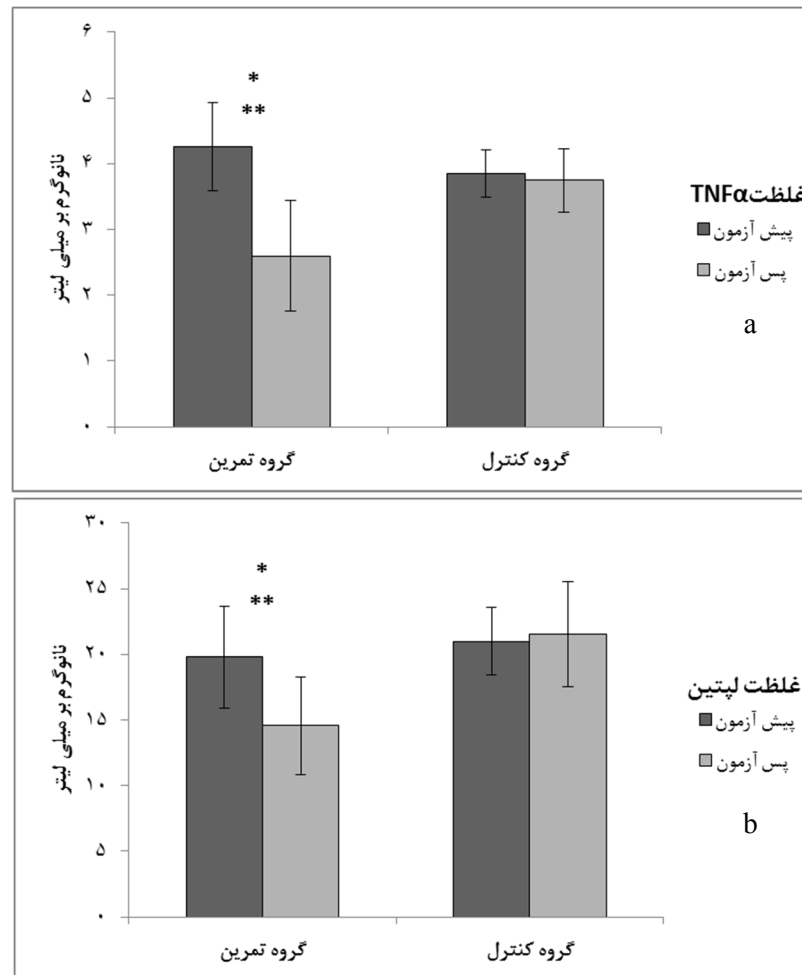 ۶
۵
۴
۳
۲
۱
۰
نانوگرم بر میلی لیتر
*
**
گروه تمرین
گروه کنترل
غلظتTNFα
پیش آزمون
پس آزمون
a
۳۰
۲۵
۲۰
۱۵
۱۰
۵
۰
نانوگرم بر میلی لیتر
*
**
گروه تمرین
گروه کنترل
غلظت لپتین
پیش آزمون
پس آزمون
b